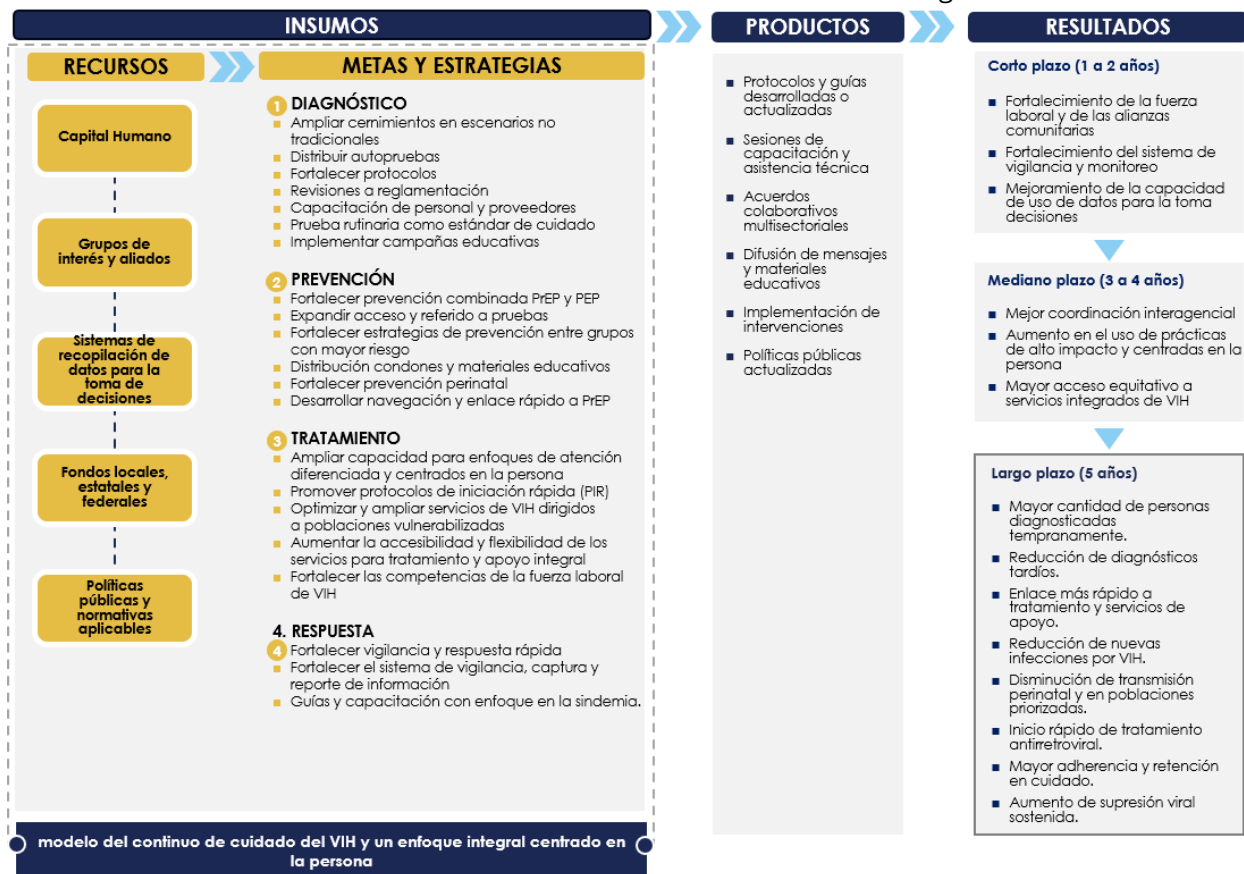 INSUMOS
RECURSOS
METAS Y ESTRATEGIAS
Capital Humano
Grupos de
interés y aliados
Sistemas de
recopilación de
datos para la
toma de
decisiones
Fondos locales,
estatales y
federales
Políticas
públicas y
normativas
aplicables
1 DIAGNÓSTICO
Ampliar cernimientos en escenarios no
tradicionales
Distribuir autopruebas
Fortalecer protocolos
Revisiones a reglamentación
Capacitación de personal y proveedores
Prueba rutinaria como estándar de cuidado
Implementar campañas educativas
2 PREVENCIÓN
Fortalecer prevención combinada PrEP y PEP
Expandir acceso y referido a pruebas
Fortalecer estrategias de prevención entre grupos
con mayor riesgo
Distribución condones y materiales educativos
Fortalecer prevención perinatal
Desarrollar navegación y enlace rápido a PrEP
3 TRATAMIENTO
Ampliar capacidad para enfoques de atención
diferenciada y centrados en la persona
Promover protocolos de iniciación rápida (PIR)
Optimizar y ampliar servicios de VIH dirigidos
a poblaciones vulnerabilizadas
Aumentar la accesibilidad y flexibilidad de los
servicios para tratamiento y apoyo integral
Fortalecer las competencias de la fuerza laboral
de VIH
4. RESPUESTA
4 Fortalecer vigilancia y respuesta rápida
Fortalecer el sistema de vigilancia, captura y
reporte de información
Guías y capacitación con enfoque en la sindemia.
modelo del continuo de cuidado del VIH y un enfoque integral centrado en
la persona
PRODUCTOS
Protocolos y guías
desarrolladas o
actualizadas
Sesiones de
capacitación y
asistencia técnica
Acuerdos
colaborativos
multisectoriales
Difusión de mensajes
y materiales
educativos
Implementación de
intervenciones
Políticas públicas
actualizadas
RESULTADOS
Corto plazo (1 a 2 años)
Fortalecimiento de la fuerza
laboral y de las alianzas
comunitarias
Fortalecimiento del sistema de
vigilancia y monitoreo
Mejoramiento de la capacidad
de uso de datos para la toma
decisiones
Mediano plazo (3 a 4 años)
Mejor coordinación interagencial
Aumento en el uso de prácticas
de alto impacto y centradas en la
persona
Mayor acceso equitativo a
servicios integrados de VIH
Largo plazo (5 años)
Mayor cantidad de personas
diagnosticadas
tempranamente.
Reducción de diagnósticos
tardíos.
Enlace más rápido a
tratamiento y servicios de
apoyo.
Reducción de nuevas
infecciones por VIH.
Disminución de transmisión
perinatal y en poblaciones
priorizadas.
Inicio rápido de tratamiento
antirretroviral.
Mayor adherencia y retención
en cuidado.
Aumento de supresión viral
sostenida.